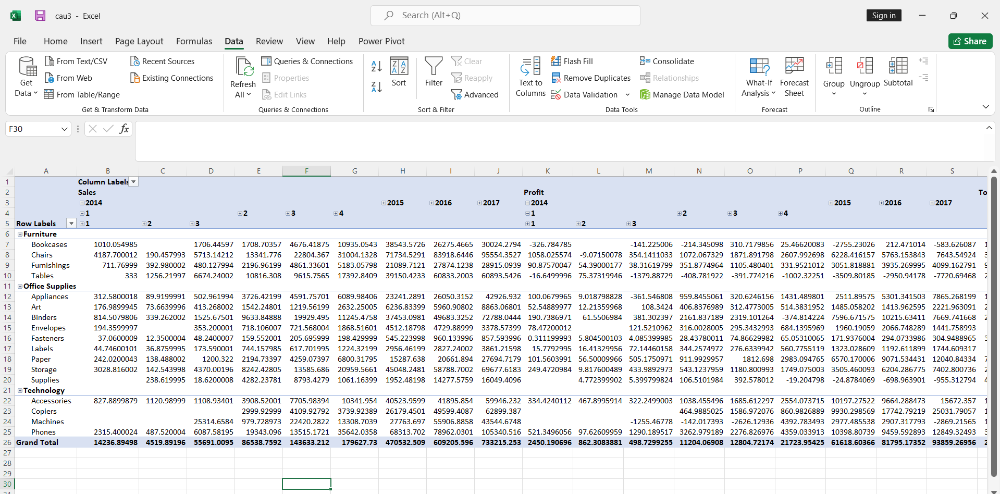 cau3 - Excel
Search (Alt+Q)
Sign in
File Home Insert Page Layout Formulas Data Review View Help Power Pivot
Share
Get Data
From Text/CSV
From Web
From Table/Range
Recent Sources
Existing Connections
Get & Transform Data
Refresh All
Queries & Connections
Properties
Edit Links
Queries & Connections
Sort
Filter
Clear
Reapply
Advanced
Sort & Filter
Text to Columns
Flash Fill
Remove Duplicates
Data Validation
Consolidate
Relationships
Manage Data Model
Data Tools
What-If Analysis
Forecast Sheet
Forecast
Group
Ungroup
Subtotal
Outline
F30
fx
A B C D E F G H I J K L M N O P Q R S
1 Column Labels
2 Sales Profit To
3 2014 2015 2016 2017 2014 2015 2016 2017
4 1 2 3 4 1 2 3 4
5 Row Labels 1 2 3 1 2 3
6 Furniture
7 Bookcases 1010.054985 1706.44597 1708.70357 4676.41875 10935.0543 38543.5726 26275.4665 30024.2794 -326.784785 -141.225006 -214.345098 310.7179856 25.46620083 -2755.23026 212.471014 -583.626087 1
8 Chairs 4187.700012 190.457993 5713.14212 13341.776 22804.367 31004.1328 71734.5291 83918.6446 95554.3527 1058.025574 -9.07150078 354.1411033 1072.067329 1871.891798 2607.992698 6228.416157 5763.153843 7643.54924 3
9 Furnishings 711.76999 392.980002 480.127994 2196.96199 4861.33601 5183.05798 21089.7121 27874.1238 28915.0939 90.87570047 54.39000177 38.31619799 351.8774964 1105.480401 331.9521012 3051.818881 3935.269995 4099.162791 9
10 Tables 333 1256.21997 6674.24002 10816.308 9615.7565 17392.8409 39150.4233 60833.2003 60893.5426 -16.6499996 75.37319946 -1379.88729 -408.781922 -391.774216 -1002.32251 -3509.80185 -2950.94178 -7720.69468 2
11 Office Supplies
12 Appliances 312.5800018 89.9199991 502.961994 3726.42199 4591.75701 6089.98406 23241.2891 26050.3152 42926.932 100.0679965 9.018798828 -361.546808 959.8455061 320.6246156 1431.489801 2511.89575 5301.341503 7865.268199 1
13 Art 176.9899945 73.6639996 413.268002 1542.24801 1219.56199 2632.25005 6236.83399 5960.90802 8863.06801 52.54889977 12.21359968 108.3424 406.8376989 312.4773005 514.3831952 1485.058202 1413.962595 2221.963091 2
14 Binders 814.5079806 339.262002 1525.67501 9633.84888 19929.495 11245.4758 37453.0981 49683.3252 72788.0444 190.7386971 61.5506984 381.302397 2161.837189 2319.101264 -374.814224 7596.671575 10215.63411 7669.741668 2
15 Envelopes 194.3599997 353.200001 718.106007 721.568004 1868.51601 4512.18798 4729.88999 3378.57399 78.47200012 121.5210962 316.0028005 295.3432993 684.1395969 1960.19059 2066.748289 1441.758993
16 Fasteners 37.0600009 12.3500004 48.2400007 159.552001 205.695999 198.429999 545.223998 960.133996 857.593996 0.311199993 5.804500103 4.085399985 28.43780011 74.86629982 65.05310065 171.9376004 294.0733986 304.9488965 3
17 Labels 44.74600101 36.8759995 173.590001 744.157985 617.701995 1224.32199 2956.46199 2827.24002 3861.21598 15.7792995 16.41329956 72.14460158 344.2574972 276.6339942 560.7755119 1323.028609 1192.611899 1744.609317
18 Paper 242.0200043 138.488002 1200.322 2194.73397 4259.07397 6800.31795 15287.638 20661.894 27694.7179 101.5603991 56.50009966 505.1750971 911.9929957 1812.698 2983.094765 6570.170006 9071.534431 12040.84334 7
19 Storage 3028.816002 142.543998 4370.00196 8242.42805 13585.686 20959.5661 45048.2481 58788.7002 69677.6183 249.4720984 9.817600489 433.9892973 543.1237959 1180.800993 1749.075003 3505.460093 6204.286775 7402.800736 2
20 Supplies 238.619995 18.6200008 4282.23781 8793.4279 1061.16399 1952.48198 14277.5759 16049.4096 4.772399902 5.399799824 106.5101984 392.578012 -19.204798 -24.8784069 -698.963901 -955.312794 4
21 Technology
22 Accessories 827.8899879 1120.98999 1108.93401 3908.52001 7705.98394 10341.954 40523.9599 41895.854 59946.232 334.4240112 467.8995914 322.2499003 1038.455496 1685.612297 2554.073715 10197.27522 9664.288473 15672.357 1
23 Copiers 2999.92999 4109.92792 3739.92389 26179.4501 49599.4087 62899.387 464.9885025 1586.972076 860.9826889 9930.298569 17742.79219 25031.79057 1
24 Machines 25314.6584 979.728973 22420.2822 13308.7039 27763.697 55906.8858 43544.6748 -1255.46778 -142.017393 -2626.12936 4392.783493 2977.485538 2907.317793 -2869.21565 1
25 Phones 2315.400024 487.520004 6087.58195 19343.096 13515.1721 35642.0358 68313.702 78962.0301 105340.516 521.3496056 97.62609959 1290.189517 3262.979189 2276.826976 4359.033913 10398.80739 9459.592893 12849.32493 3
26 Grand Total 14236.89498 4519.89196 55691.0095 86538.7592 143633.212 179627.73 470532.509 609205.596 733215.253 2450.190696 862.3083881 498.7299255 11204.06908 12804.72174 21723.95425 61618.60366 81795.17352 93859.26956 2
27
28
29
30